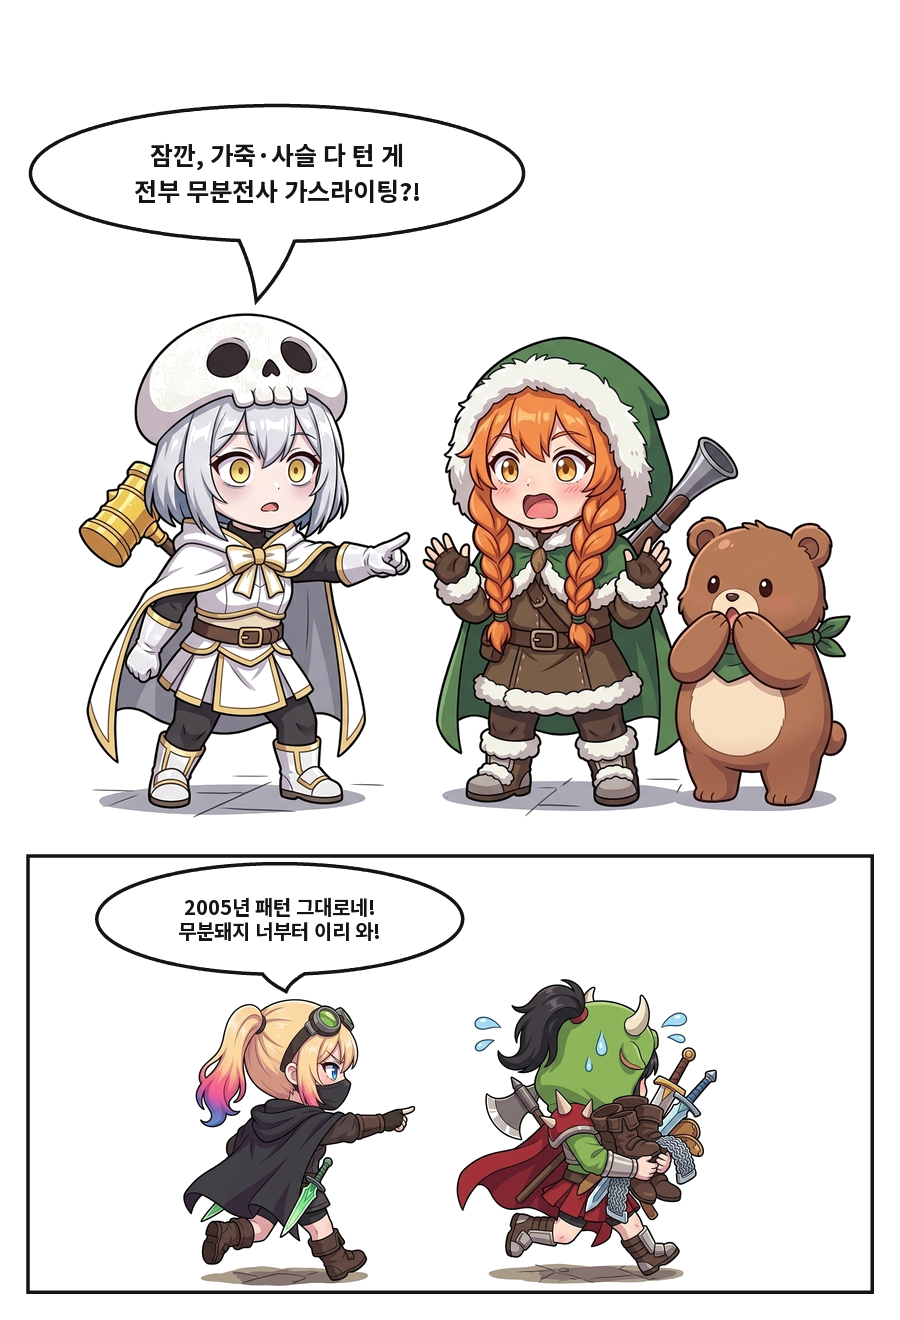 잠깐, 가죽·사슬 다 턴 게
전부 무분전사 가스라이팅?!
2005년 패턴 그대로네!
무분돼지 너부터 이리 와!